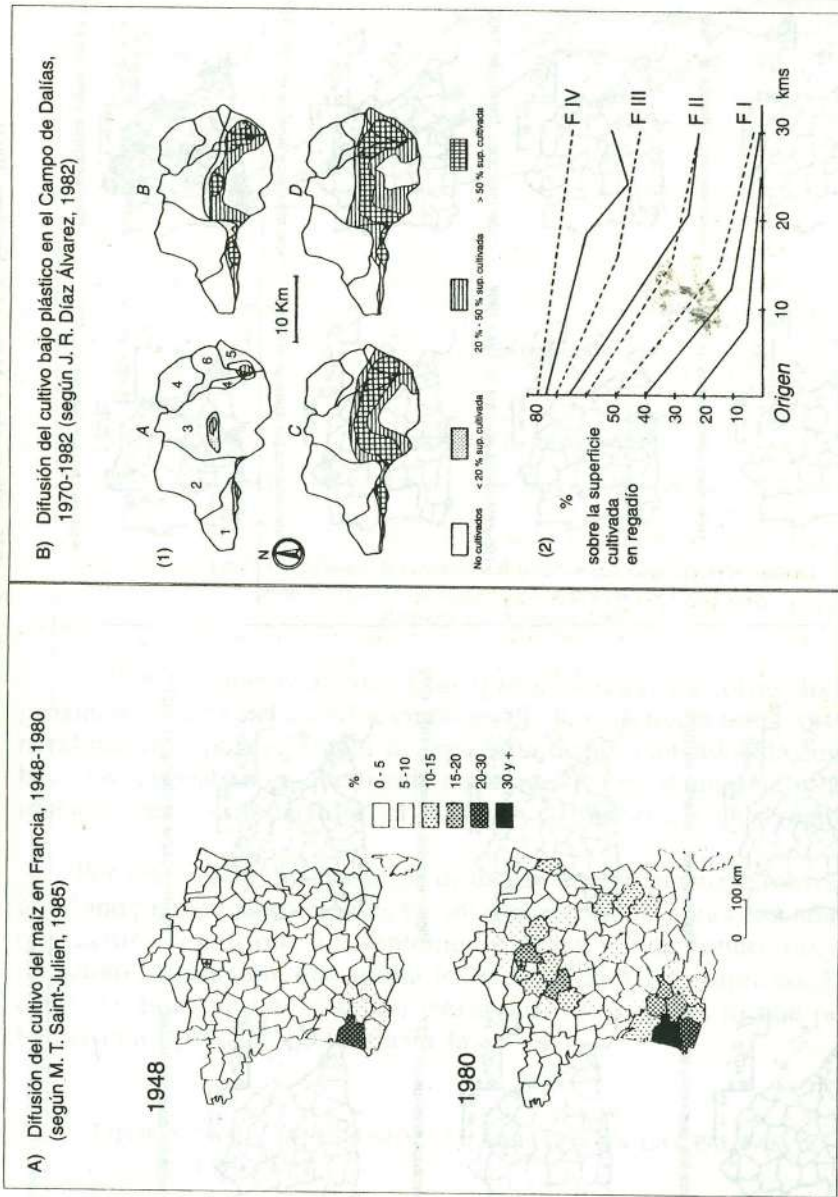 A) Difusión del cultivo del maíz en Francia, 1948-1980
(según M. T. Saint-Julien, 1985)
1948
1980
%
0 - 5
5 -10
10-15
15-20
20-30
30 y +
0 100 km
B) Difusión del cultivo bajo plástico en el Campo de Dalías,
1970-1982 (según J. R. Díaz Álvarez, 1982)
(1)
A
B
1
2
3
4
4
6
5
N
C
D
10 Km
No cultivados
< 20 % sup. cultivada
20 % - 50 % sup. cultivada
> 50 % sup. cultivada
(2)
%
sobre la superficie
cultivada
en regadío
80
50
30
20
10
Origen
10
20
30
kms
F IV
F III
F II
F I